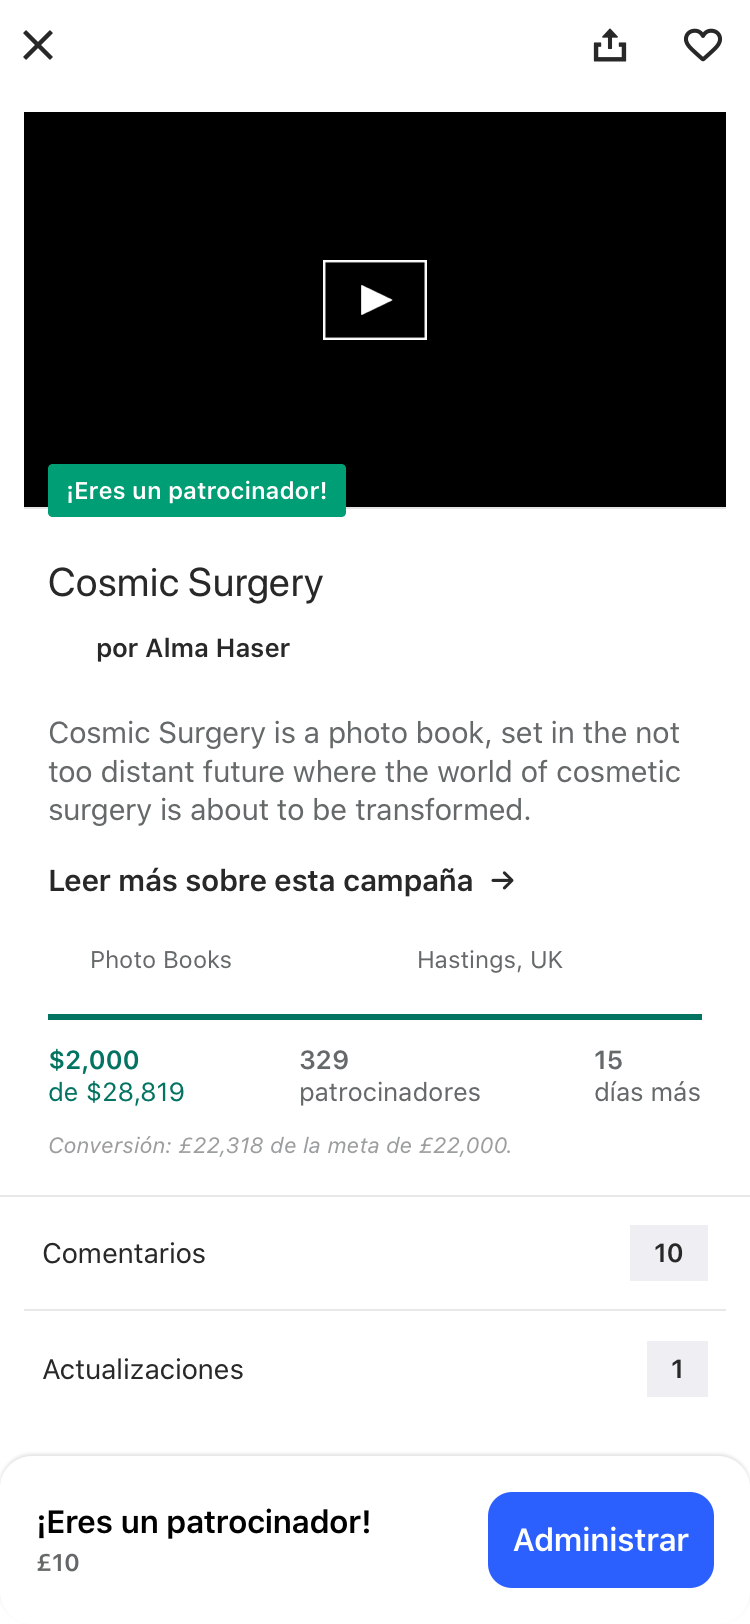 ¡Eres un patrocinador!
Cosmic Surgery
por Alma Haser
Cosmic Surgery is a photo book, set in the not
too distant future where the world of cosmetic
surgery is about to be transformed.
Leer más sobre esta campaña →
Photo Books
Hastings, UK
$2,000
de $28,819
329
patrocinadores
15
días más
Conversión: £22,318 de la meta de £22,000.
Comentarios
10
Actualizaciones
1
¡Eres un patrocinador!
£10
Administrar